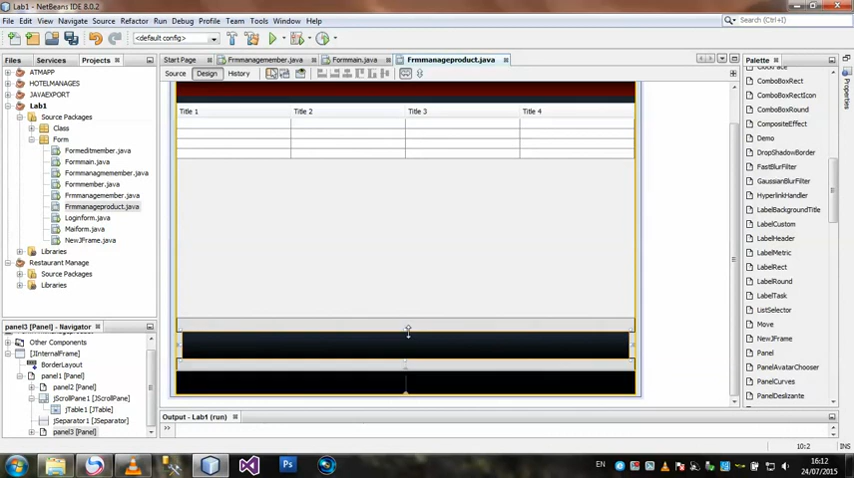 Lab1 - NetBeans IDE 8.0.2
File Edit View Navigate Source Refactor Run Debug Profile Team Tools Window Help
Search (Ctrl+I)
<default config>
Files Services Projects
Start Page Frmmanagemember.java Formmain.java Frmmanageproduct.java
Source Design History
ATMAPP
HOTELMANAGES
JAVAEXPORT
Lab1
Source Packages
Class
Form
Formeditmember.java
Formmain.java
Formmanagmemember.java
Formmember.java
Frmmanagemember.java
Frmmanageproduct.java
Loginform.java
Maiform.java
NewJFrame.java
Libraries
Restaurant Manage
Source Packages
Libraries
panel3 [Panel] - Navigator
Other Components
[JInternalFrame]
BorderLayout
panel1 [Panel]
panel2 [Panel]
jScrollPane1 [JScrollPane]
jTable1 [JTable]
jSeparator1 [JSeparator]
panel3 [Panel]
Title 1 Title 2 Title 3 Title 4
Palette
ComboBoxRect
ComboBoxRectIcon
ComboBoxRound
CompositeEffect
Demo
DropShadowBorder
FastBlurFilter
GaussianBlurFilter
HyperlinkHandler
LabelBackgroundTitle
LabelCustom
LabelHeader
LabelMetric
LabelRect
LabelRound
LabelTask
ListSelector
Move
NewJFrame
Panel
PanelAvatarChooser
PanelCurves
PanelDeslizante
Properties
Output - Lab1 (run)
10:2 INS
EN
16:12
24/07/2015